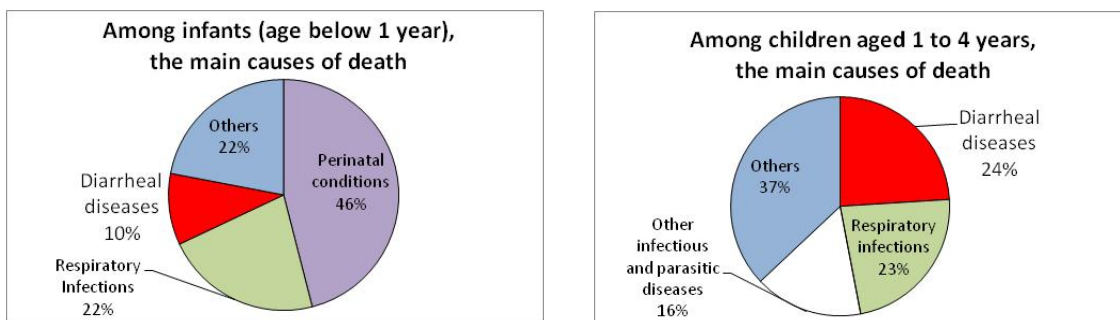 Among infants (age below 1 year),
the main causes of death
Others
22%
Perinatal
conditions
46%
Diarrheal
diseases
10%
Respiratory
Infections
22%
Among children aged 1 to 4 years,
the main causes of death
Diarrheal
diseases
24%
Others
37%
Other
infectious
and parasitic
diseases
16%
Respiratory
infections
23%